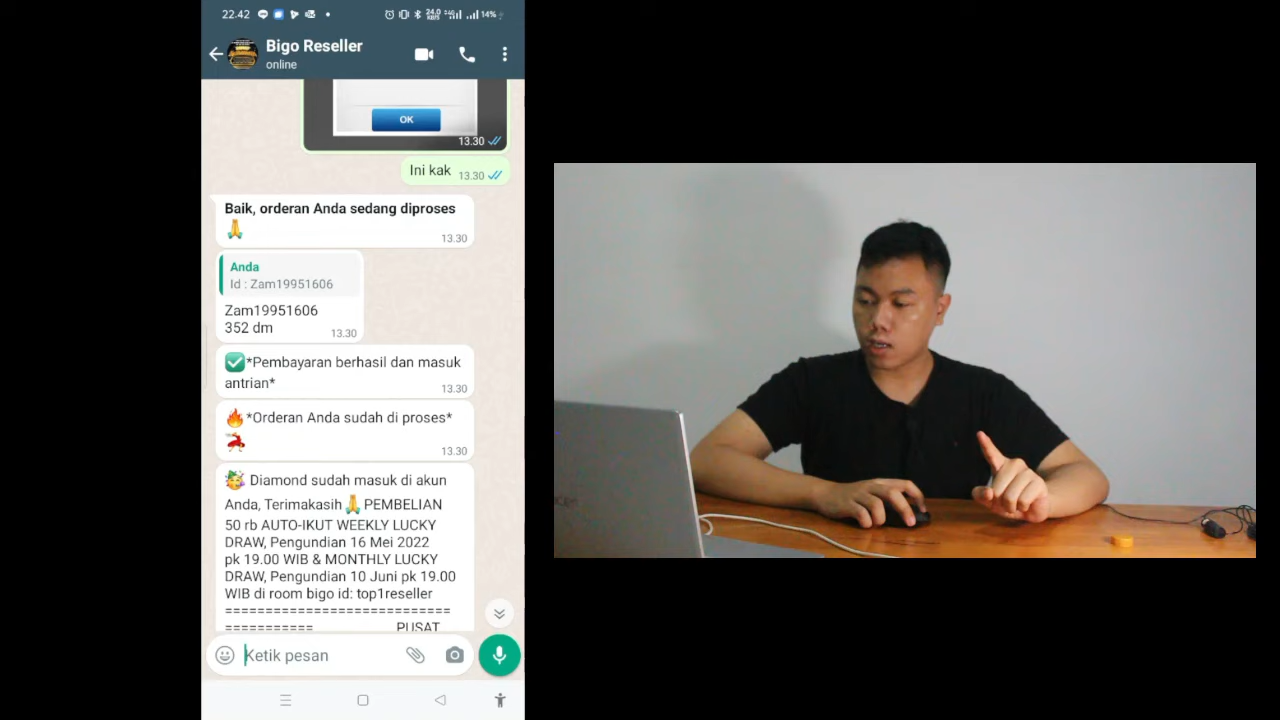 22.42
24.0
KB/S
14%
Bigo Reseller
online
OK
13.30
Ini kak 13.30
Baik, orderan Anda sedang diproses
🙏 13.30
Anda
Id : Zam19951606
Zam19951606
352 dm 13.30
✅*Pembayaran berhasil dan masuk
antrian* 13.30
🔥*Orderan Anda sudah di proses*
💃 13.30
🥳 Diamond sudah masuk di akun
Anda, Terimakasih🙏PEMBELIAN
50 rb AUTO-IKUT WEEKLY LUCKY
DRAW, Pengundian 16 Mei 2022
pk 19.00 WIB & MONTHLY LUCKY
DRAW, Pengundian 10 Juni pk 19.00
WIB di room bigo id: top1reseller
==========================
=========== PUSAT
Ketik pesan